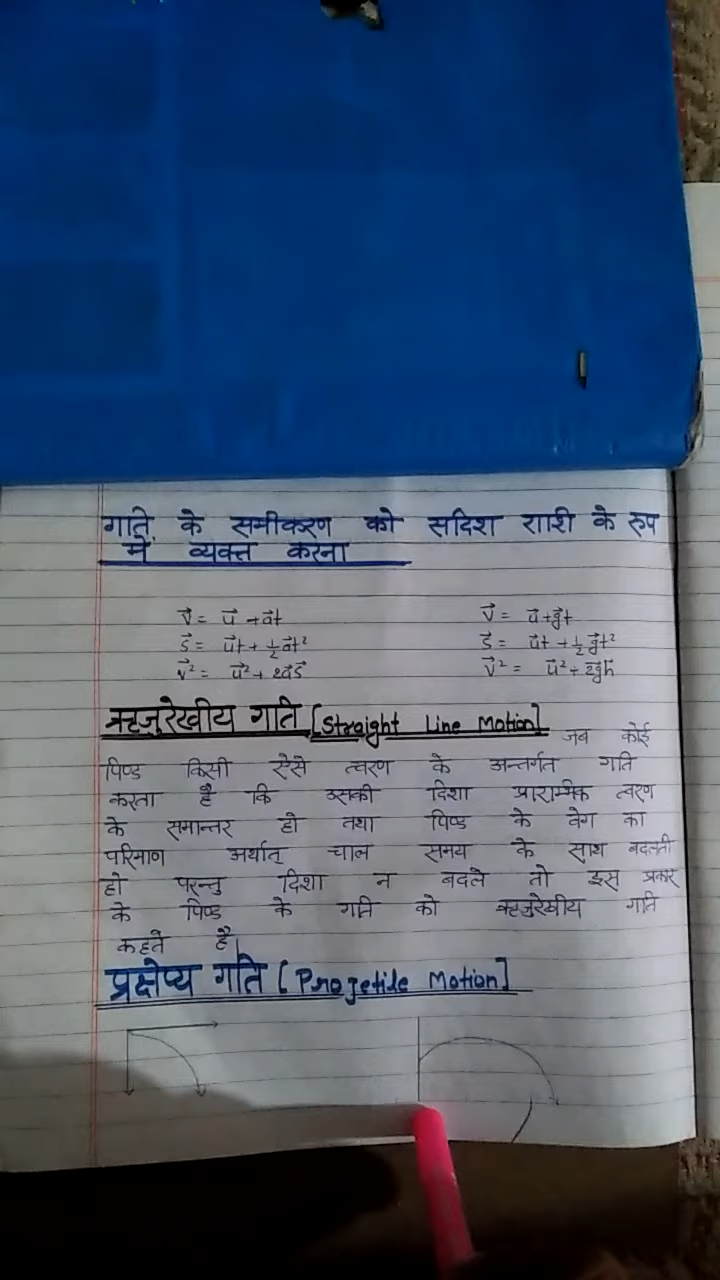 गति के समीकरण को सदिश राशी के रुप
में व्यक्त करना
v⃗ = u⃗ + a⃗t
v⃗ = u⃗ + g⃗t
s⃗ = u⃗t + ½a⃗t²
s⃗ = u⃗t + ½g⃗t²
v⃗² = u⃗² + 2a⃗s⃗
v⃗² = u⃗² + 2g⃗h⃗
ऋजुरेखीय गति [Straight Line Motion]
जब कोई
पिण्ड किसी ऐसे त्वरण के अन्तर्गत गति
करता है कि उसकी दिशा प्रारम्भिक त्वरण
के समान्तर हो तथा पिण्ड के वेग का
परिमाण अर्थात् चाल समय के साथ बदलती
हो परन्तु दिशा न बदले तो इस प्रकार
के पिण्ड के गति को ऋजुरेखीय गति
कहते है।
प्रक्षेप्य गति [Progetile Motion]